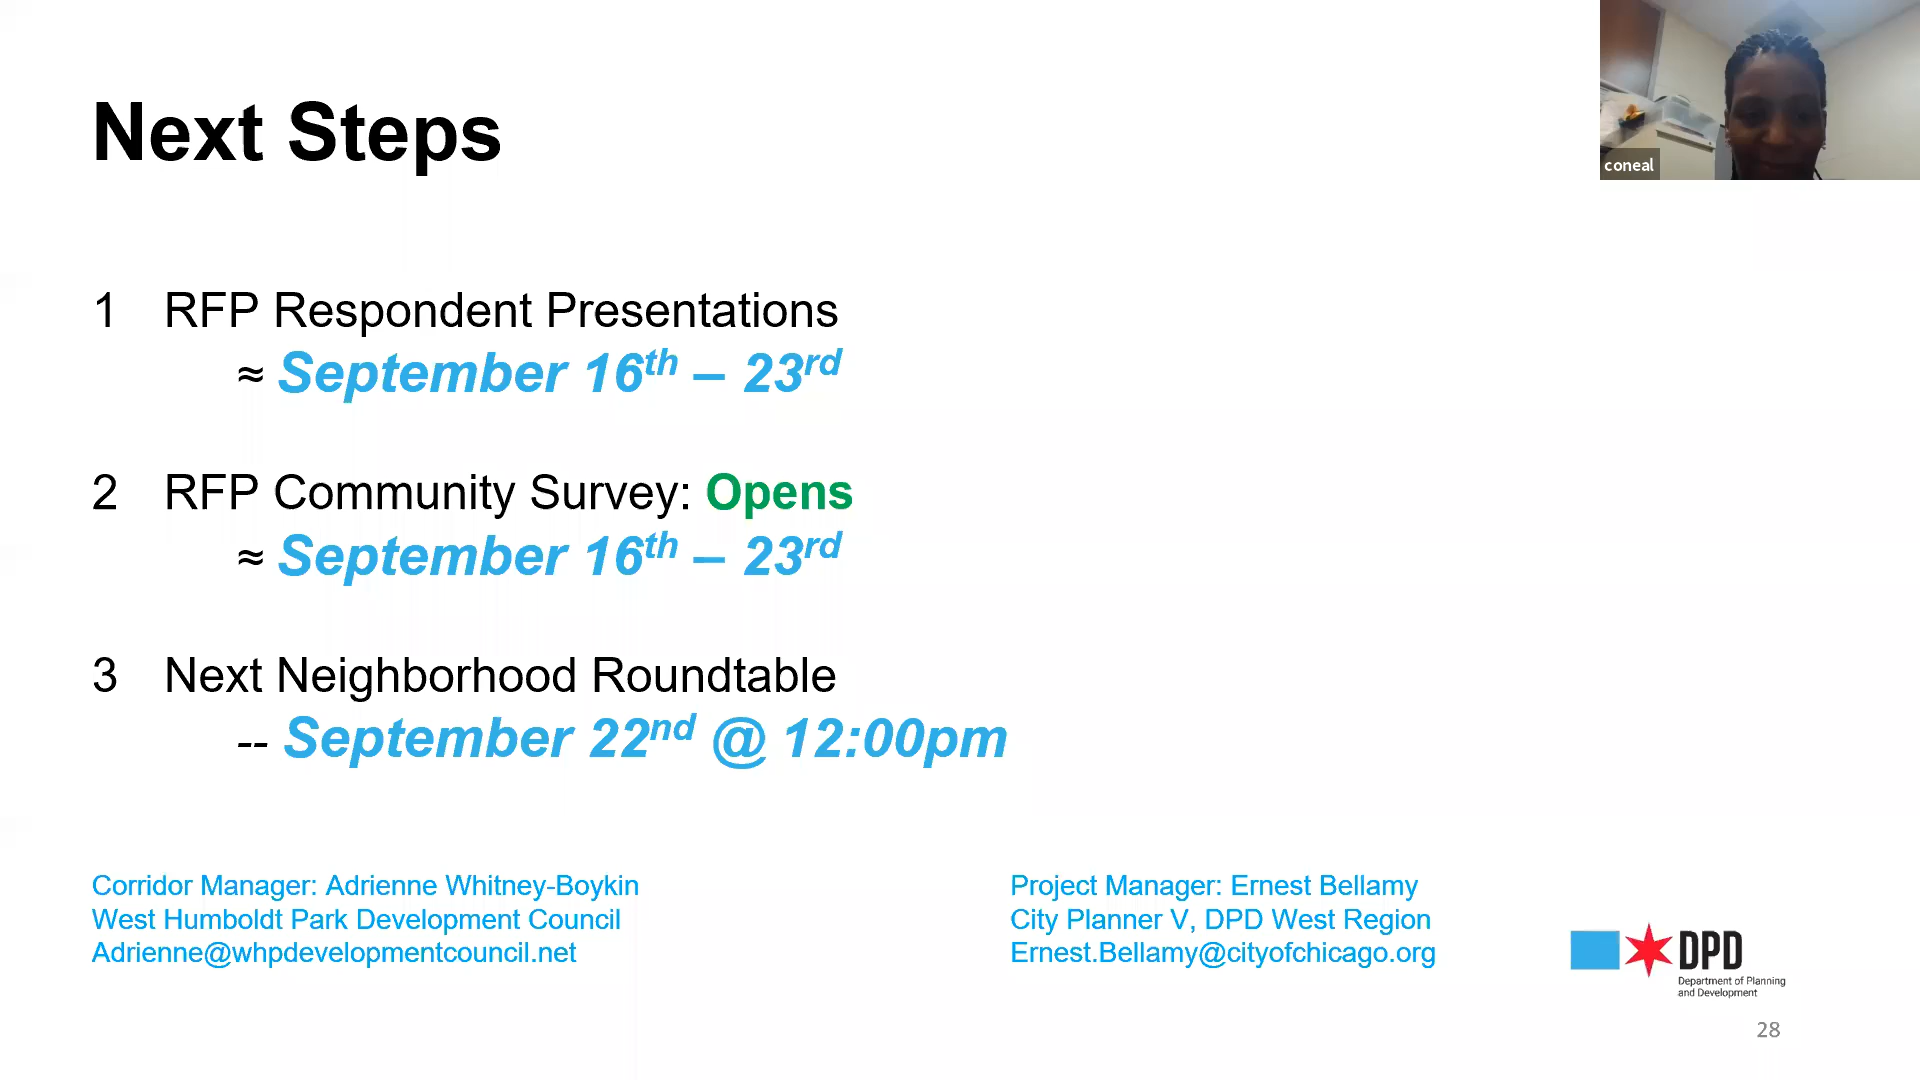 Next Steps
coneal
1 RFP Respondent Presentations
≈ September 16th – 23rd
2 RFP Community Survey: Opens
≈ September 16th – 23rd
3 Next Neighborhood Roundtable
-- September 22nd @ 12:00pm
Corridor Manager: Adrienne Whitney-Boykin
West Humboldt Park Development Council
Adrienne@whpdevelopmentcouncil.net
Project Manager: Ernest Bellamy
City Planner V, DPD West Region
Ernest.Bellamy@cityofchicago.org
DPD
Department of Planning
and Development
28